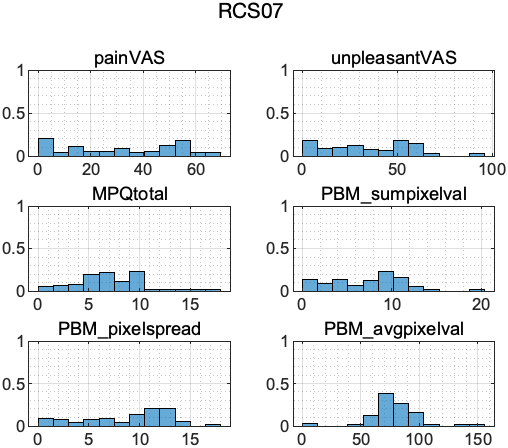 RCS07
painVAS
unpleasantVAS
1
0.5
0
0 20 40 60
1
0.5
0
0 50 100
MPQtotal
PBM_sumpixelval
1
0.5
0
0 5 10 15
1
0.5
0
0 10 20
PBM_pixelspread
PBM_avgpixelval
1
0.5
0
0 5 10 15
1
0.5
0
0 50 100 150